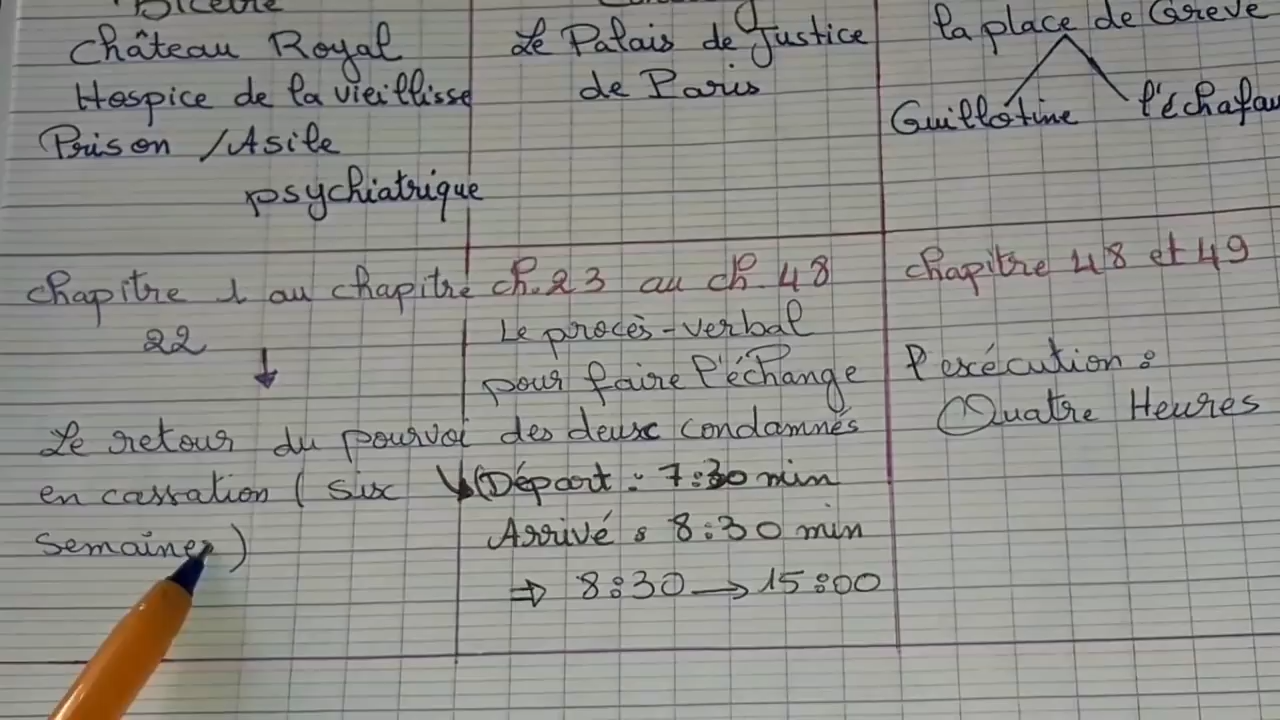 Bicêtre
Château Royal
Hospice de la vieillisse
Prison / Asile
psychiatrique
Le Palais de Justice
de Paris
la place de Grève
Guillotine
l'échafau
Chapitre 1 au chapitre
22
↓
Le retour du pourvoi
en cassation ( six
semaines)
ch. 23 au ch. 48
Le procès-verbal
pour faire l'échange
des deux condamnés
(Départ : 7:30 min
Arrivé : 8:30 min
⇒ 8:30 → 15:00
chapitre 48 et 49
l'exécution :
Quatre Heures